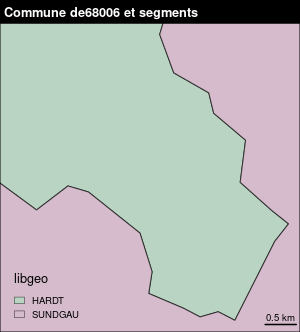 Commune de68006 et segments
libgeo
HARDT
SUNDGAU
0.5 km